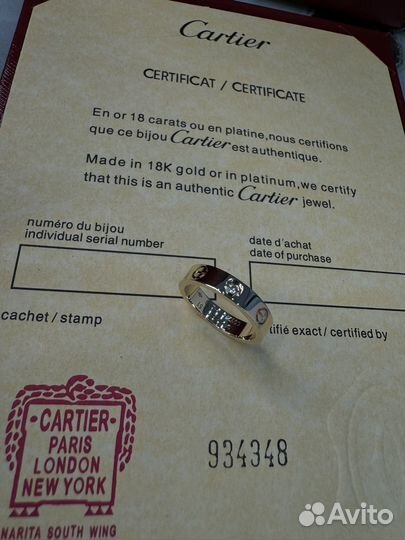 Cartier
CERTIFICAT / CERTIFICATE
En or 18 carats ou en platine,nous certifions
que ce bijou Cartier est authentique.
Made in 18K gold or in platinum,we certify
that this is an authentic Cartier jewel.
numéro du bijou
individual serial number
date d'achat
date of purchase
cachet / stamp
tifié exact / certified by
CARTIER
PARIS
LONDON
NEW YORK
NARITA SOUTH WING
934348
Avito